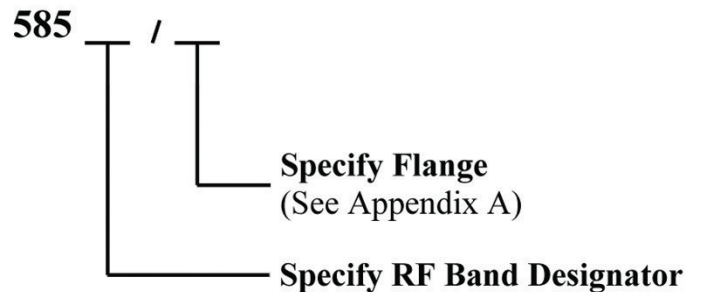 585 __ / __
Specify Flange
(See Appendix A)
Specify RF Band Designator